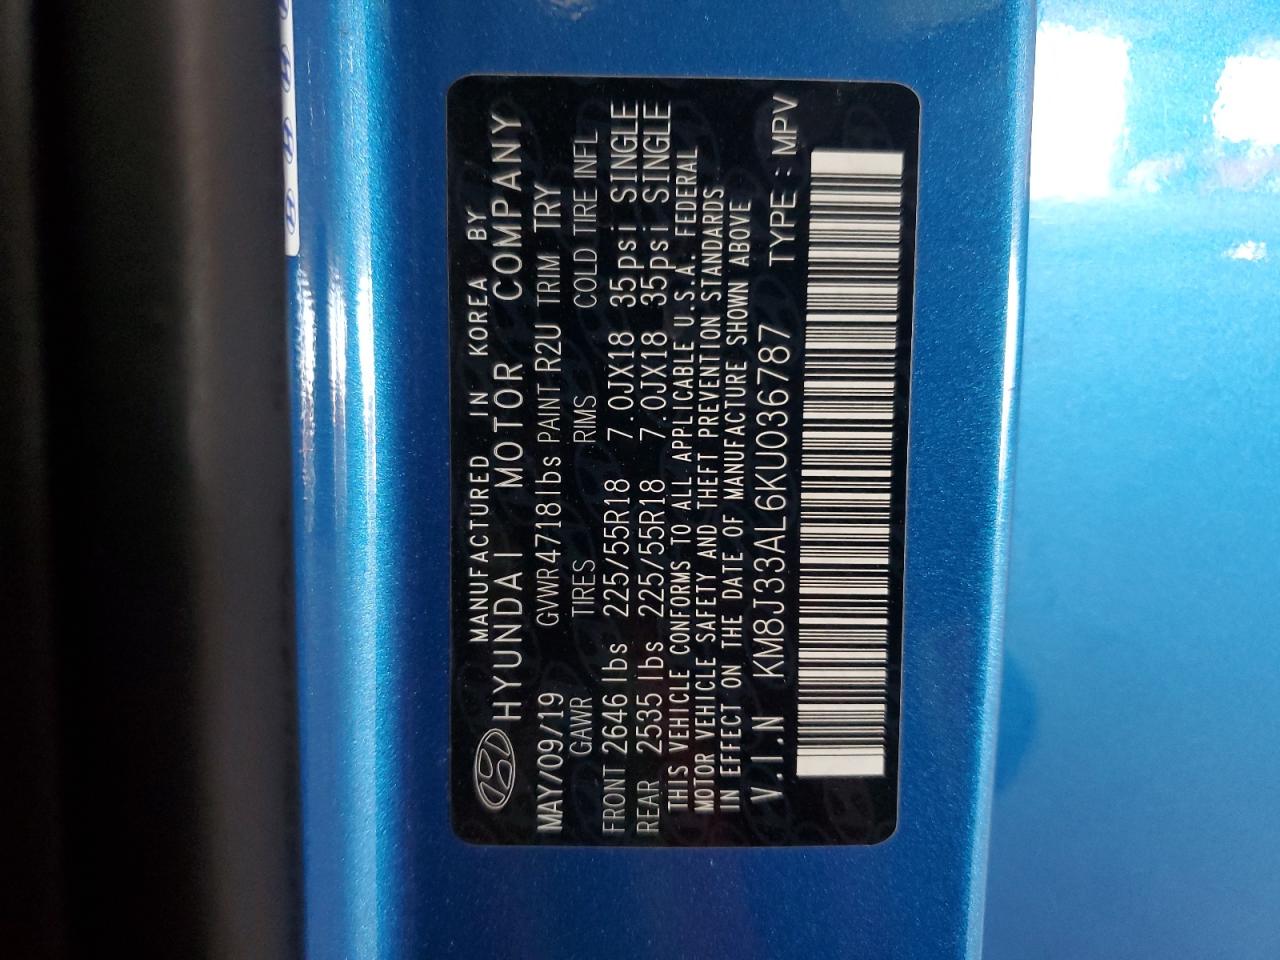 MANUFACTURED IN KOREA BY
HYUNDAI MOTOR COMPANY
MAY/09/19 GVWR4718lbs PAINT R2U TRIM TRY
GAWR TIRES RIMS COLD TIRE INFL
FRONT 2646 lbs 225/55R18 7.0JX18 35psi SINGLE
REAR 2535 lbs 225/55R18 7.0JX18 35psi SINGLE
THIS VEHICLE CONFORMS TO ALL APPLICABLE U.S.A. FEDERAL
MOTOR VEHICLE SAFETY AND THEFT PREVENTION STANDARDS
IN EFFECT ON THE DATE OF MANUFACTURE SHOWN ABOVE
V.I.N KM8J33AL6KU036787 TYPE : MPV